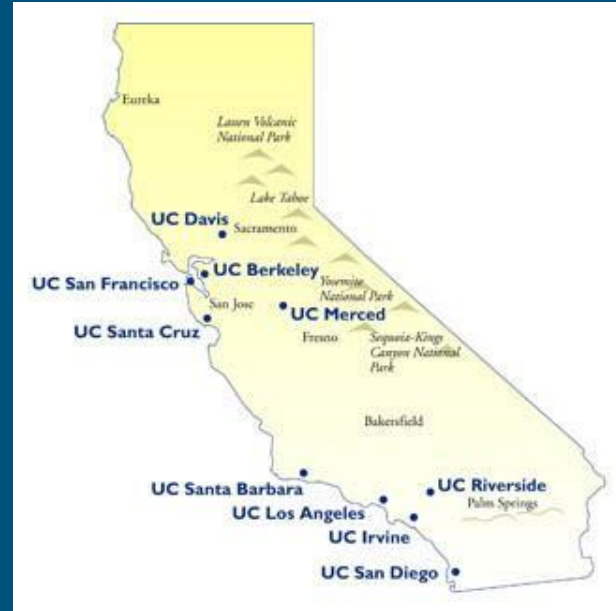 Eureka
Lassen Volcanic
National Park
Lake Tahoe
UC Davis
Sacramento
UC Berkeley
UC San Francisco
Yosemite
National Park
San Jose
UC Merced
UC Santa Cruz
Fresno
Sequoia-Kings
Canyon National
Park
Bakersfield
UC Santa Barbara
UC Riverside
Palm Springs
UC Los Angeles
UC Irvine
UC San Diego